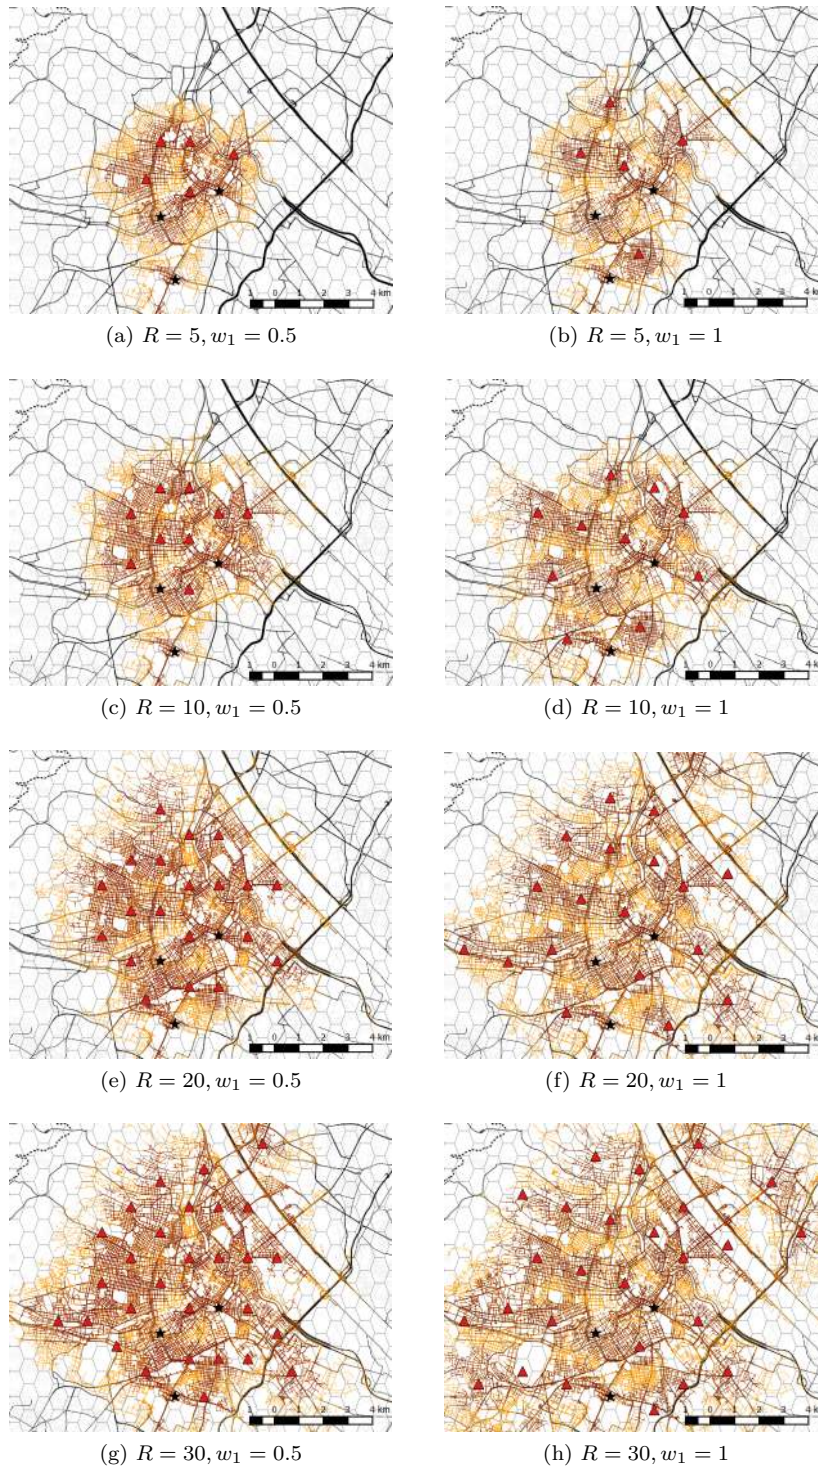 1 0 1 2 3 4 km
1 0 1 2 3 4 km
(a) R = 5, w₁ = 0.5
(b) R = 5, w₁ = 1
1 0 1 2 3 4 km
1 0 1 2 3 4 km
(c) R = 10, w₁ = 0.5
(d) R = 10, w₁ = 1
1 0 1 2 3 4 km
1 0 1 2 3 4 km
(e) R = 20, w₁ = 0.5
(f) R = 20, w₁ = 1
1 0 1 2 3 4 km
1 0 1 2 3 4 km
(g) R = 30, w₁ = 0.5
(h) R = 30, w₁ = 1